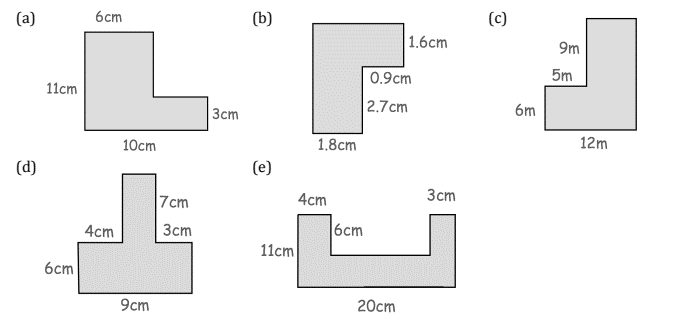 (a)
6cm
11cm
3cm
10cm
(b)
1.6cm
0.9cm
2.7cm
1.8cm
(c)
9m
5m
6m
12m
(d)
7cm
4cm
3cm
6cm
9cm
(e)
4cm
3cm
6cm
11cm
20cm